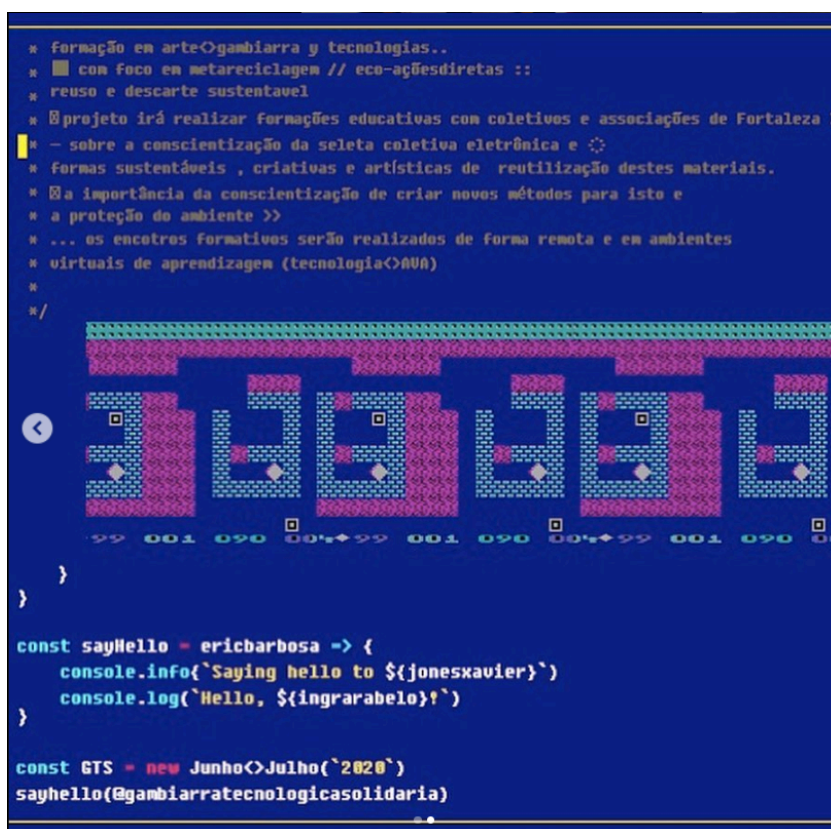 * formação em arte<>gambiarra y tecnologias..
* com foco em metareciclagem // eco-açõesdiretas ::
* reuso e descarte sustentavel
* projeto irá realizar formações educativas com coletivos e associações de Fortaleza
* – sobre a conscientização da seleta coletiva eletrônica e
* formas sustentáveis , criativas e artísticas de reutilização destes materiais.
* a importância da conscientização de criar novos métodos para isto e
* a proteção do ambiente >>
* ... os encotros formativos serão realizados de forma remota e em ambientes
* virtuais de aprendizagem (tecnologia<>AVA)
*
*/
99 001 090 00 99 001 090 00 99 001 090
}
}
const sayHello = ericbarbosa => {
console.info{`Saying hello to ${jonesxavier}`)
console.log(`Hello, ${ingrarabelo}!`)
}
const GTS = new Junho<>Julho(`2020`)
sayhello(@gambiarratecnologicasolidaria)